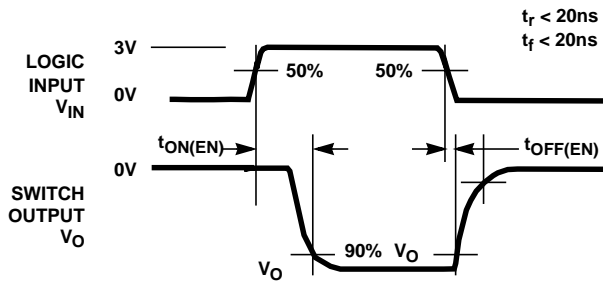 tr < 20ns
tf < 20ns
LOGIC
INPUT
VIN
3V
0V
50%
50%
tON(EN)
tOFF(EN)
0V
SWITCH
OUTPUT
VO
VO
90%
VO